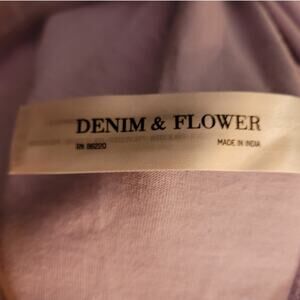 DENIM & FLOWER
RN 86220
MADE IN INDIA